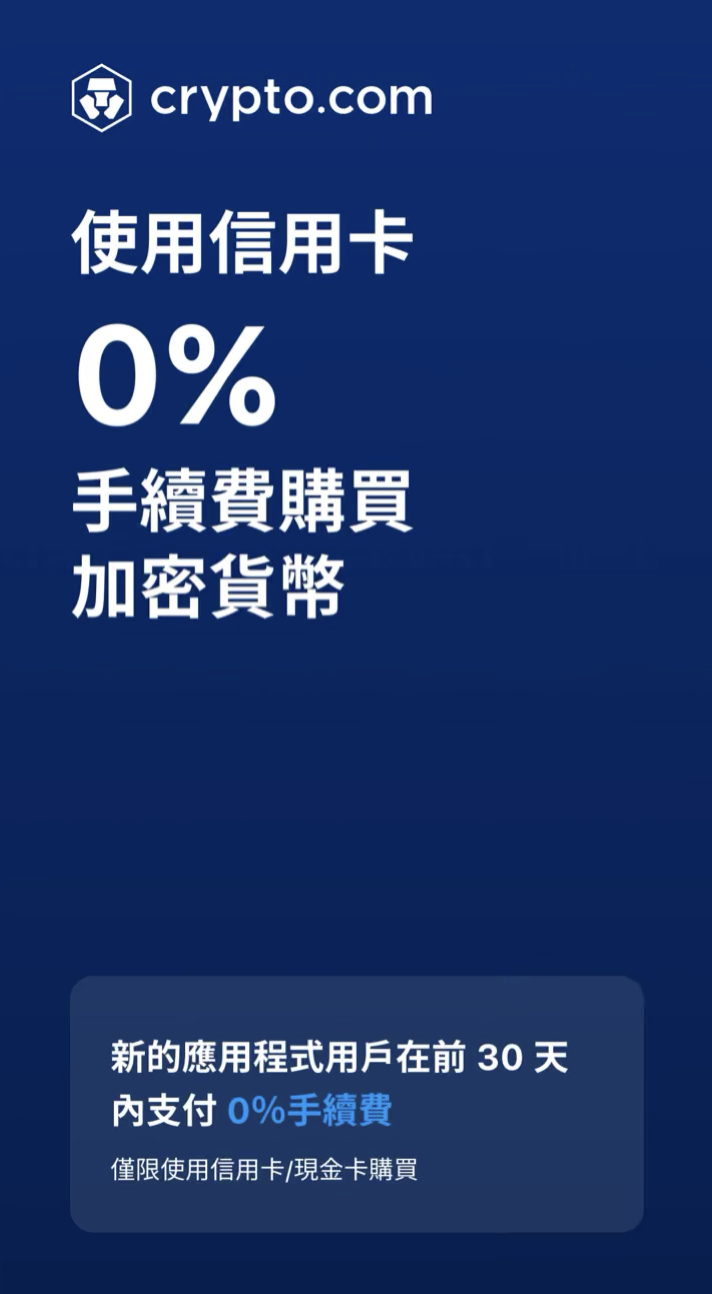 crypto.com
使用信用卡
0%
手續費購買
加密貨幣
新的應用程式用戶在前 30 天
內支付 0%手續費
僅限使用信用卡/現金卡購買